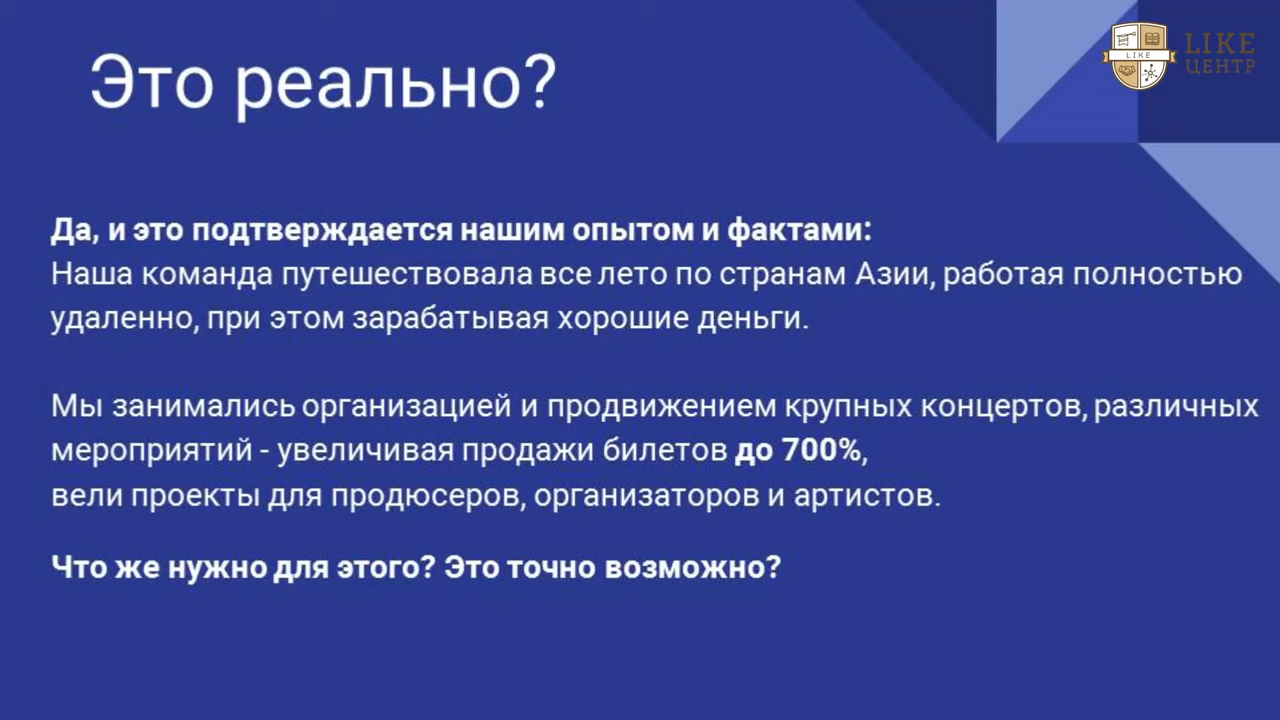 LIKE
LIKE
ЦЕНТР
Это реально?
Да, и это подтверждается нашим опытом и фактами:
Наша команда путешествовала все лето по странам Азии, работая полностью
удаленно, при этом зарабатывая хорошие деньги.
Мы занимались организацией и продвижением крупных концертов, различных
мероприятий - увеличивая продажи билетов до 700%,
вели проекты для продюсеров, организаторов и артистов.
Что же нужно для этого? Это точно возможно?